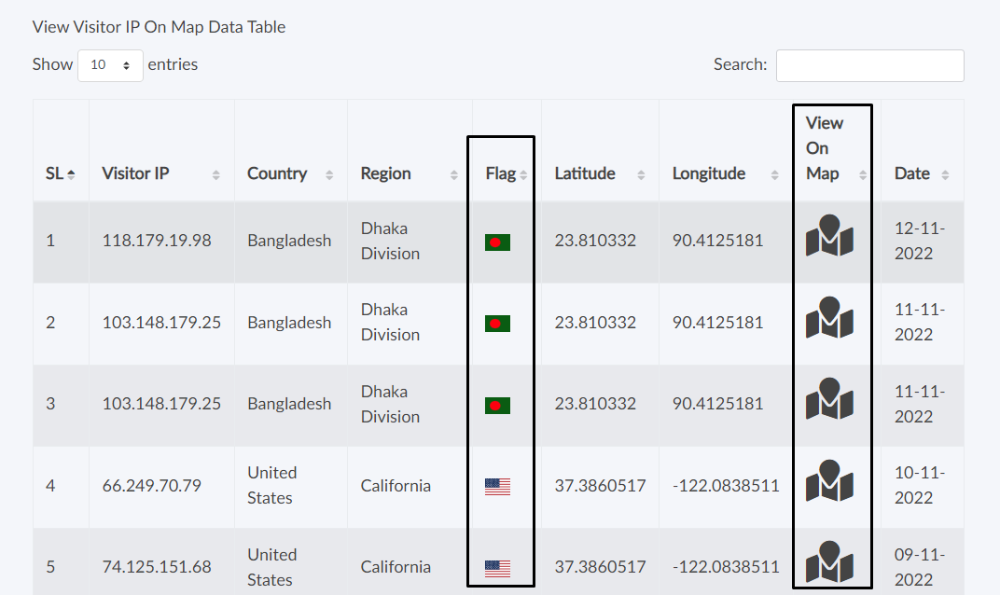 View Visitor IP On Map Data Table
Show 10 entries Search:
SL Visitor IP Country Region Flag Latitude Longitude View On Map Date
1 118.179.19.98 Bangladesh Dhaka Division 23.810332 90.4125181 12-11-2022
2 103.148.179.25 Bangladesh Dhaka Division 23.810332 90.4125181 11-11-2022
3 103.148.179.25 Bangladesh Dhaka Division 23.810332 90.4125181 11-11-2022
4 66.249.70.79 United States California 37.3860517 -122.0838511 10-11-2022
5 74.125.151.68 United States California 37.3860517 -122.0838511 09-11-2022